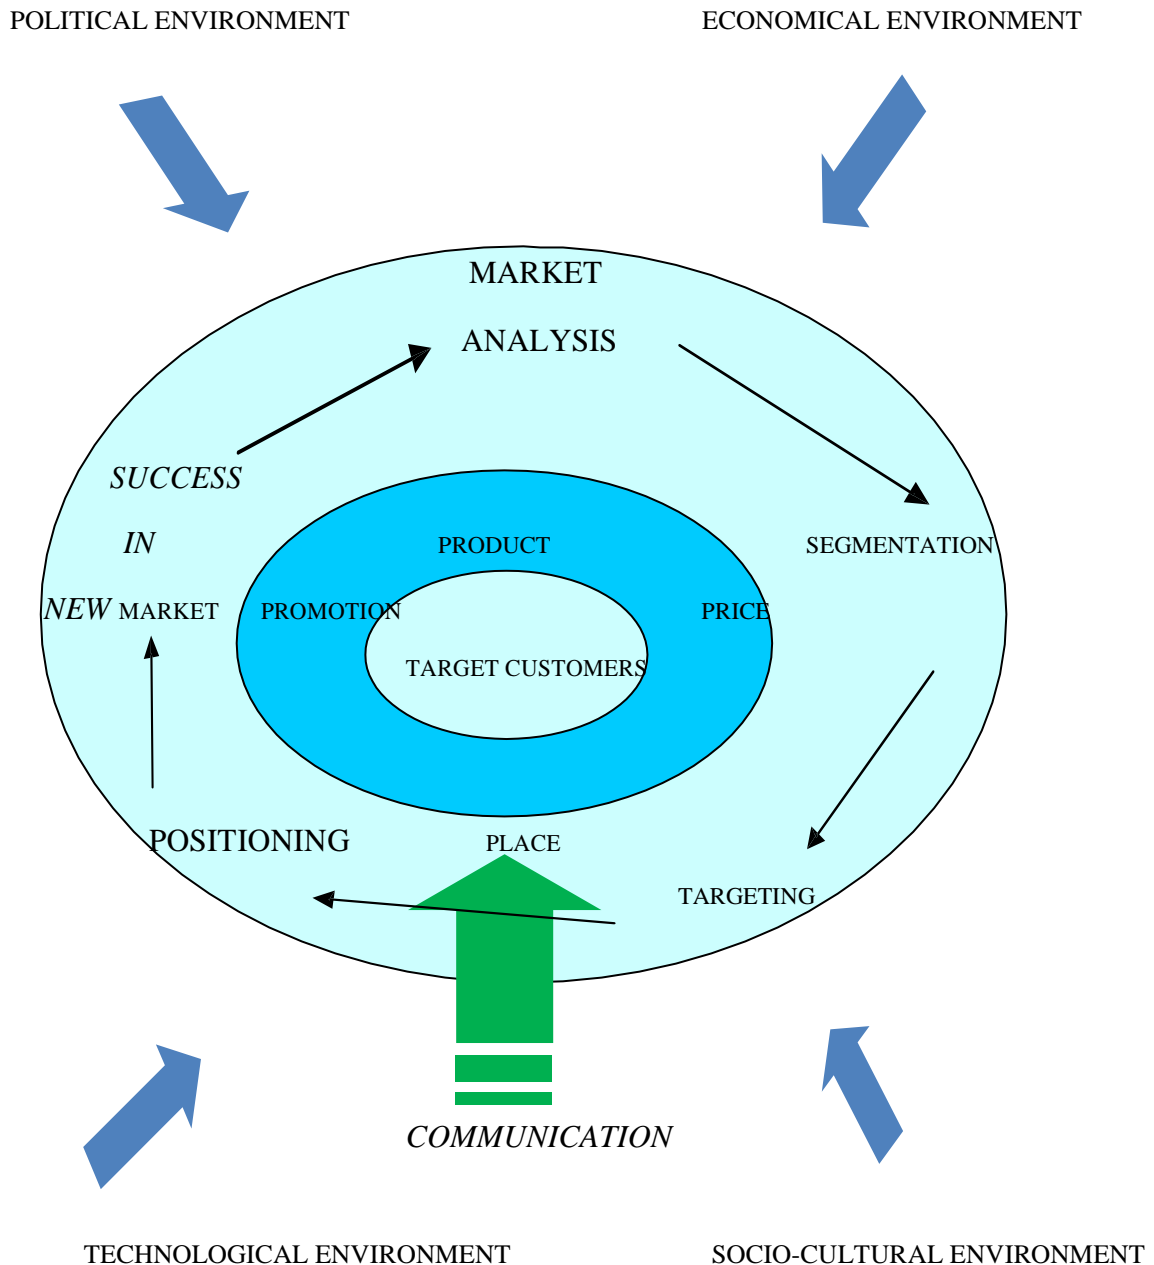 POLITICAL ENVIRONMENT
ECONOMICAL ENVIRONMENT
MARKET
ANALYSIS
SUCCESS
IN
NEW MARKET
PRODUCT
SEGMENTATION
PROMOTION
PRICE
TARGET CUSTOMERS
POSITIONING
PLACE
TARGETING
COMMUNICATION
TECHNOLOGICAL ENVIRONMENT
SOCIO-CULTURAL ENVIRONMENT